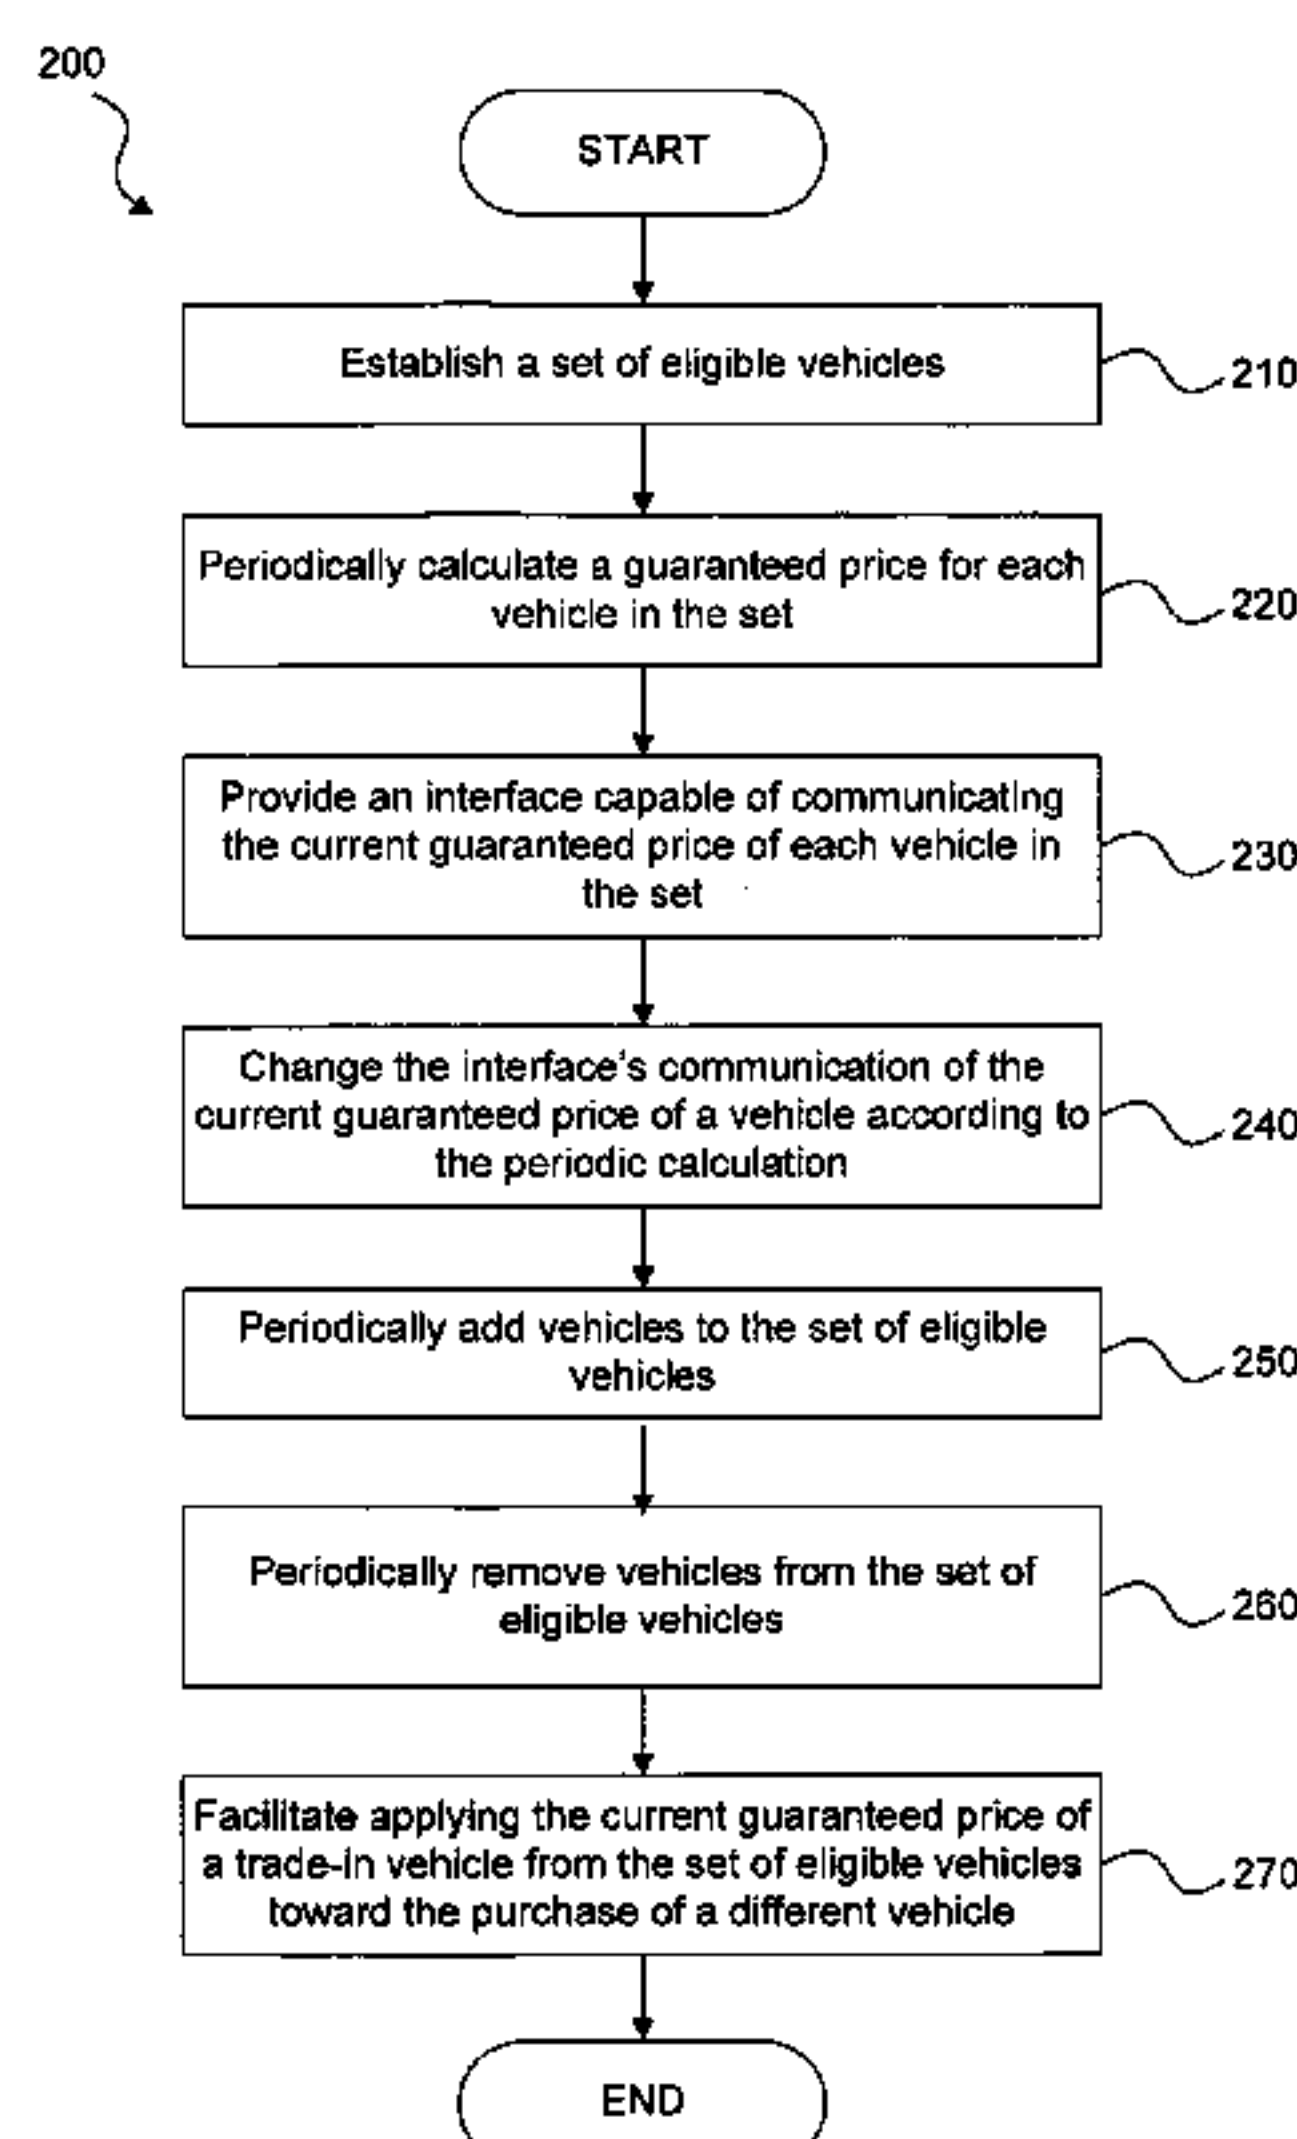 200
START
Establish a set of eligible vehicles
210
Periodically calculate a guaranteed price for each
vehicle in the set
220
Provide an interface capable of communicating
the current guaranteed price of each vehicle in
the set
230
Change the interface's communication of the
current guaranteed price of a vehicle according to
the periodic calculation
240
Periodically add vehicles to the set of eligible
vehicles
250
Periodically remove vehicles from the set of
eligible vehicles
260
Facilitate applying the current guaranteed price of
a trade-in vehicle from the set of eligible vehicles
toward the purchase of a different vehicle
270
END